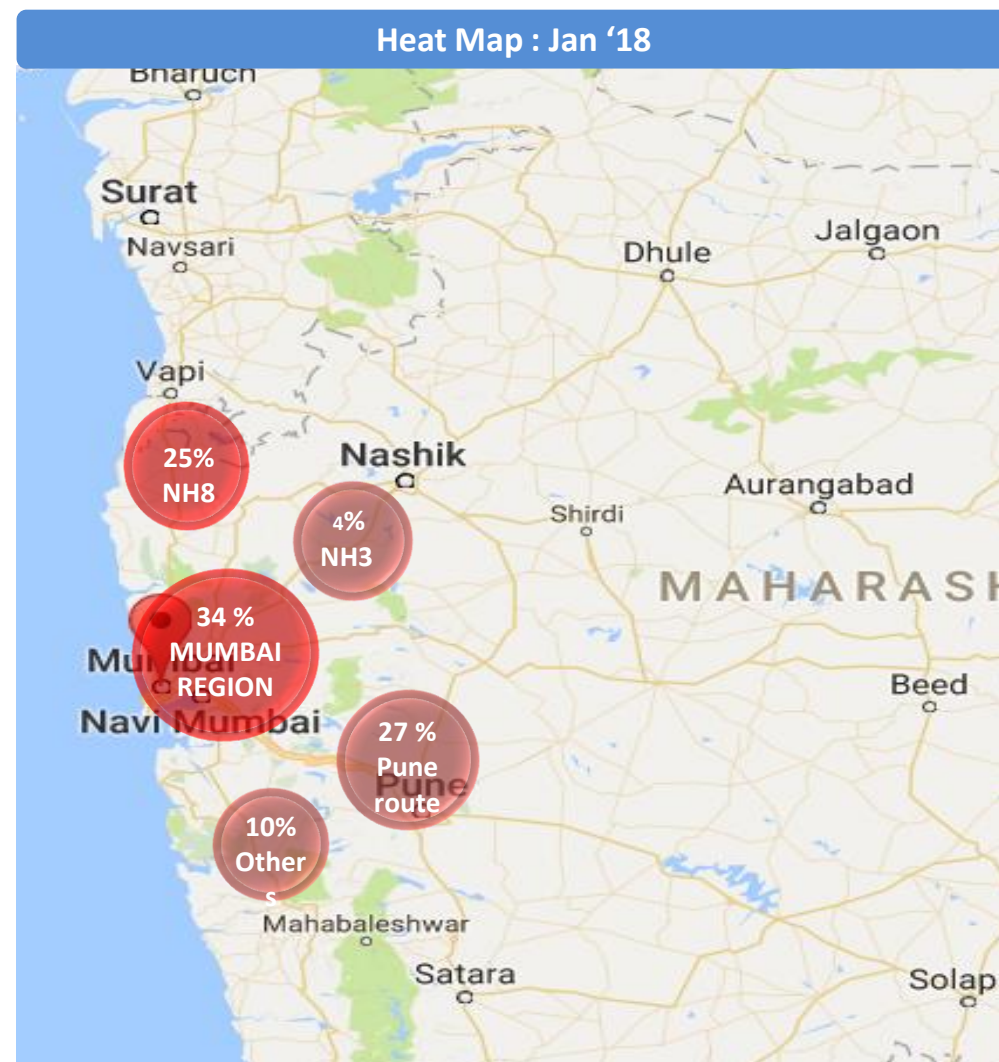 Heat Map : Jan ‘18
Bharuch
Surat
Navsari
Dhule
Jalgaon
Vapi
25%
NH8
Nashik
4%
NH3
Shirdi
Aurangabad
MAHARASH
34 %
MUMBAI
REGION
Mumbai
Navi Mumbai
Beed
27 %
Pune
route
Pune
10%
Other
s
Mahabaleshwar
Satara
Solap